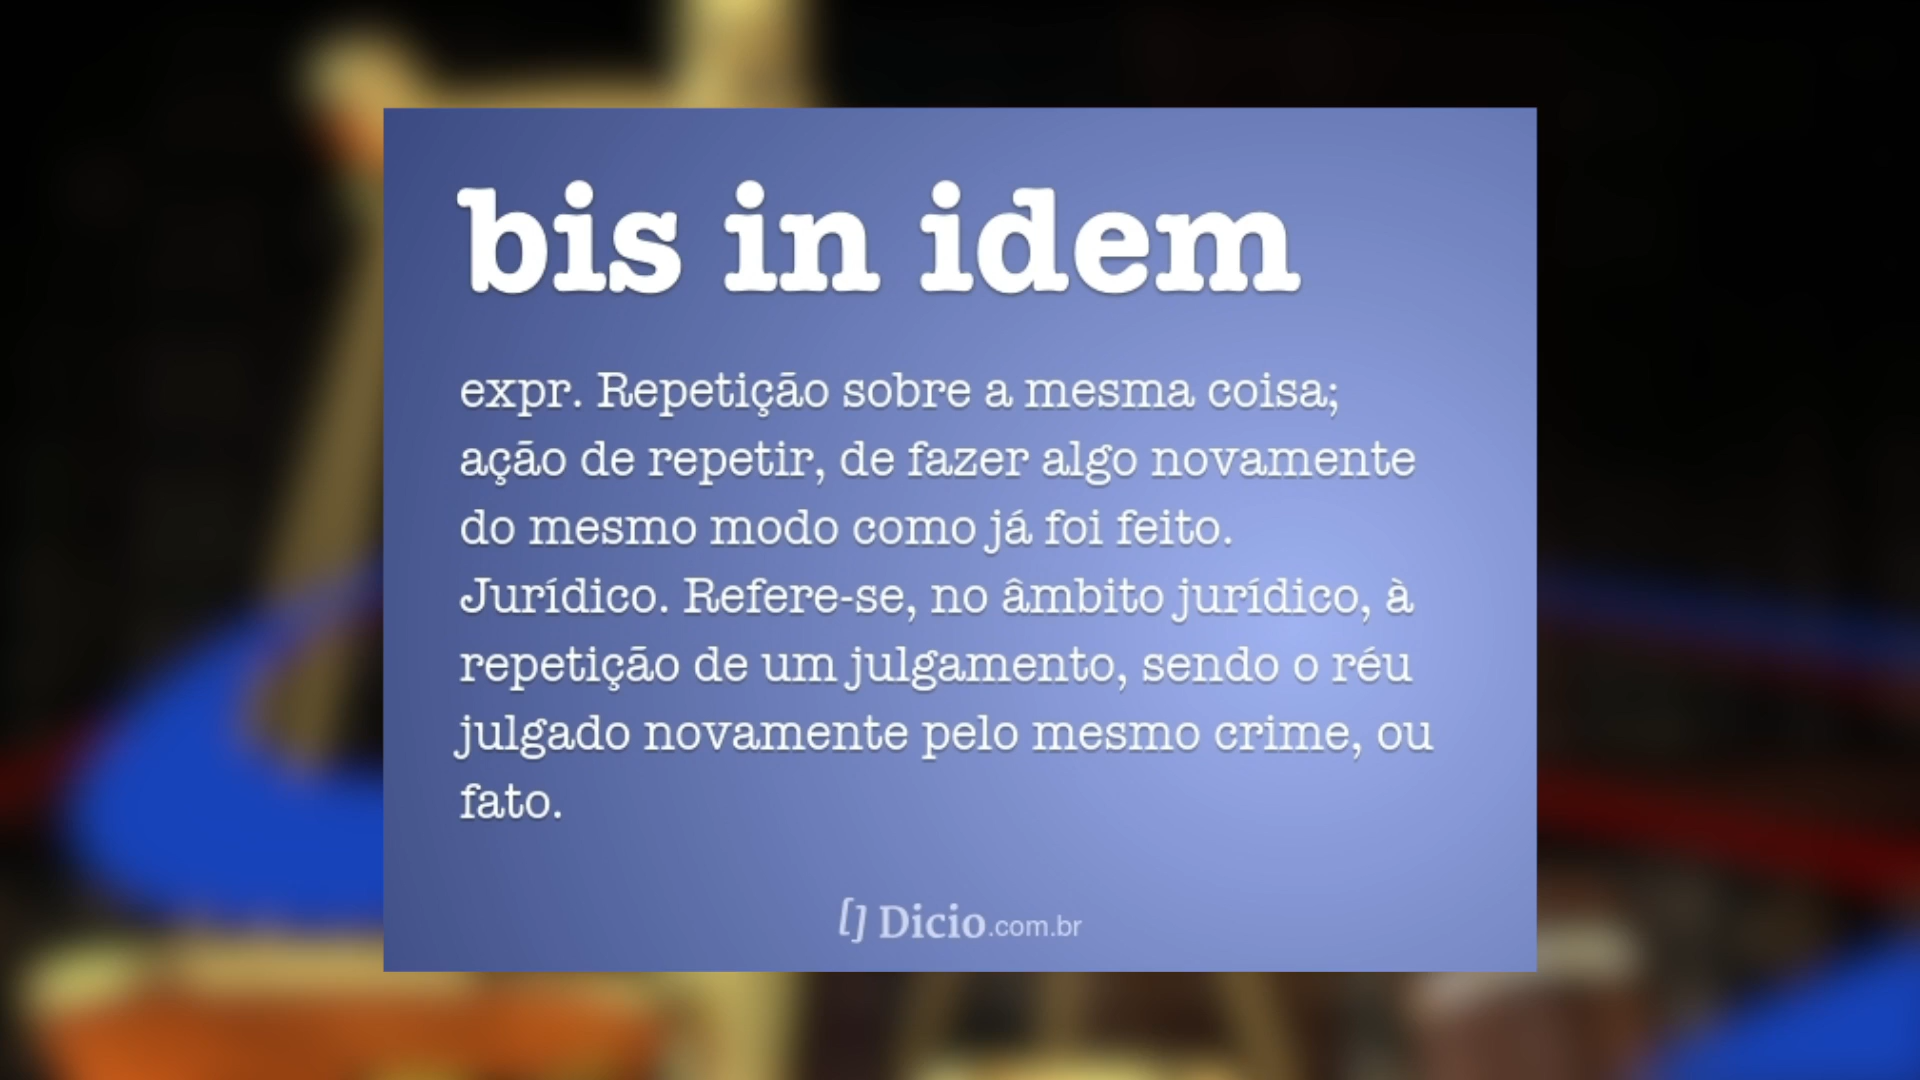 bis in idem
expr. Repetição sobre a mesma coisa;
ação de repetir, de fazer algo novamente
do mesmo modo como já foi feito.
Jurídico. Refere-se, no âmbito jurídico, à
repetição de um julgamento, sendo o réu
julgado novamente pelo mesmo crime, ou
fato.
[] Dicio.com.br